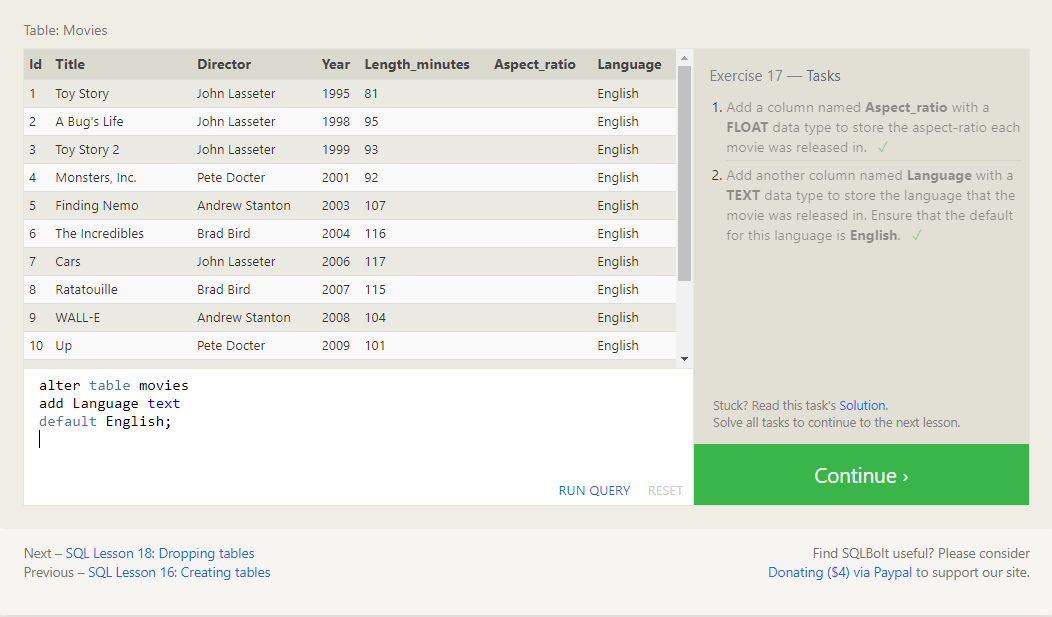 Table: Movies
Id Title Director Year Length_minutes Aspect_ratio Language
1 Toy Story John Lasseter 1995 81 English
2 A Bug's Life John Lasseter 1998 95 English
3 Toy Story 2 John Lasseter 1999 93 English
4 Monsters, Inc. Pete Docter 2001 92 English
5 Finding Nemo Andrew Stanton 2003 107 English
6 The Incredibles Brad Bird 2004 116 English
7 Cars John Lasseter 2006 117 English
8 Ratatouille Brad Bird 2007 115 English
9 WALL-E Andrew Stanton 2008 104 English
10 Up Pete Docter 2009 101 English
alter table movies
add Language text
default English;
RUN QUERY RESET
Exercise 17 — Tasks
1. Add a column named Aspect_ratio with a
FLOAT data type to store the aspect-ratio each
movie was released in. ✓
2. Add another column named Language with a
TEXT data type to store the language that the
movie was released in. Ensure that the default
for this language is English. ✓
Stuck? Read this task's Solution.
Solve all tasks to continue to the next lesson.
Continue ›
Next – SQL Lesson 18: Dropping tables
Previous – SQL Lesson 16: Creating tables
Find SQLBolt useful? Please consider
Donating ($4) via Paypal to support our site.